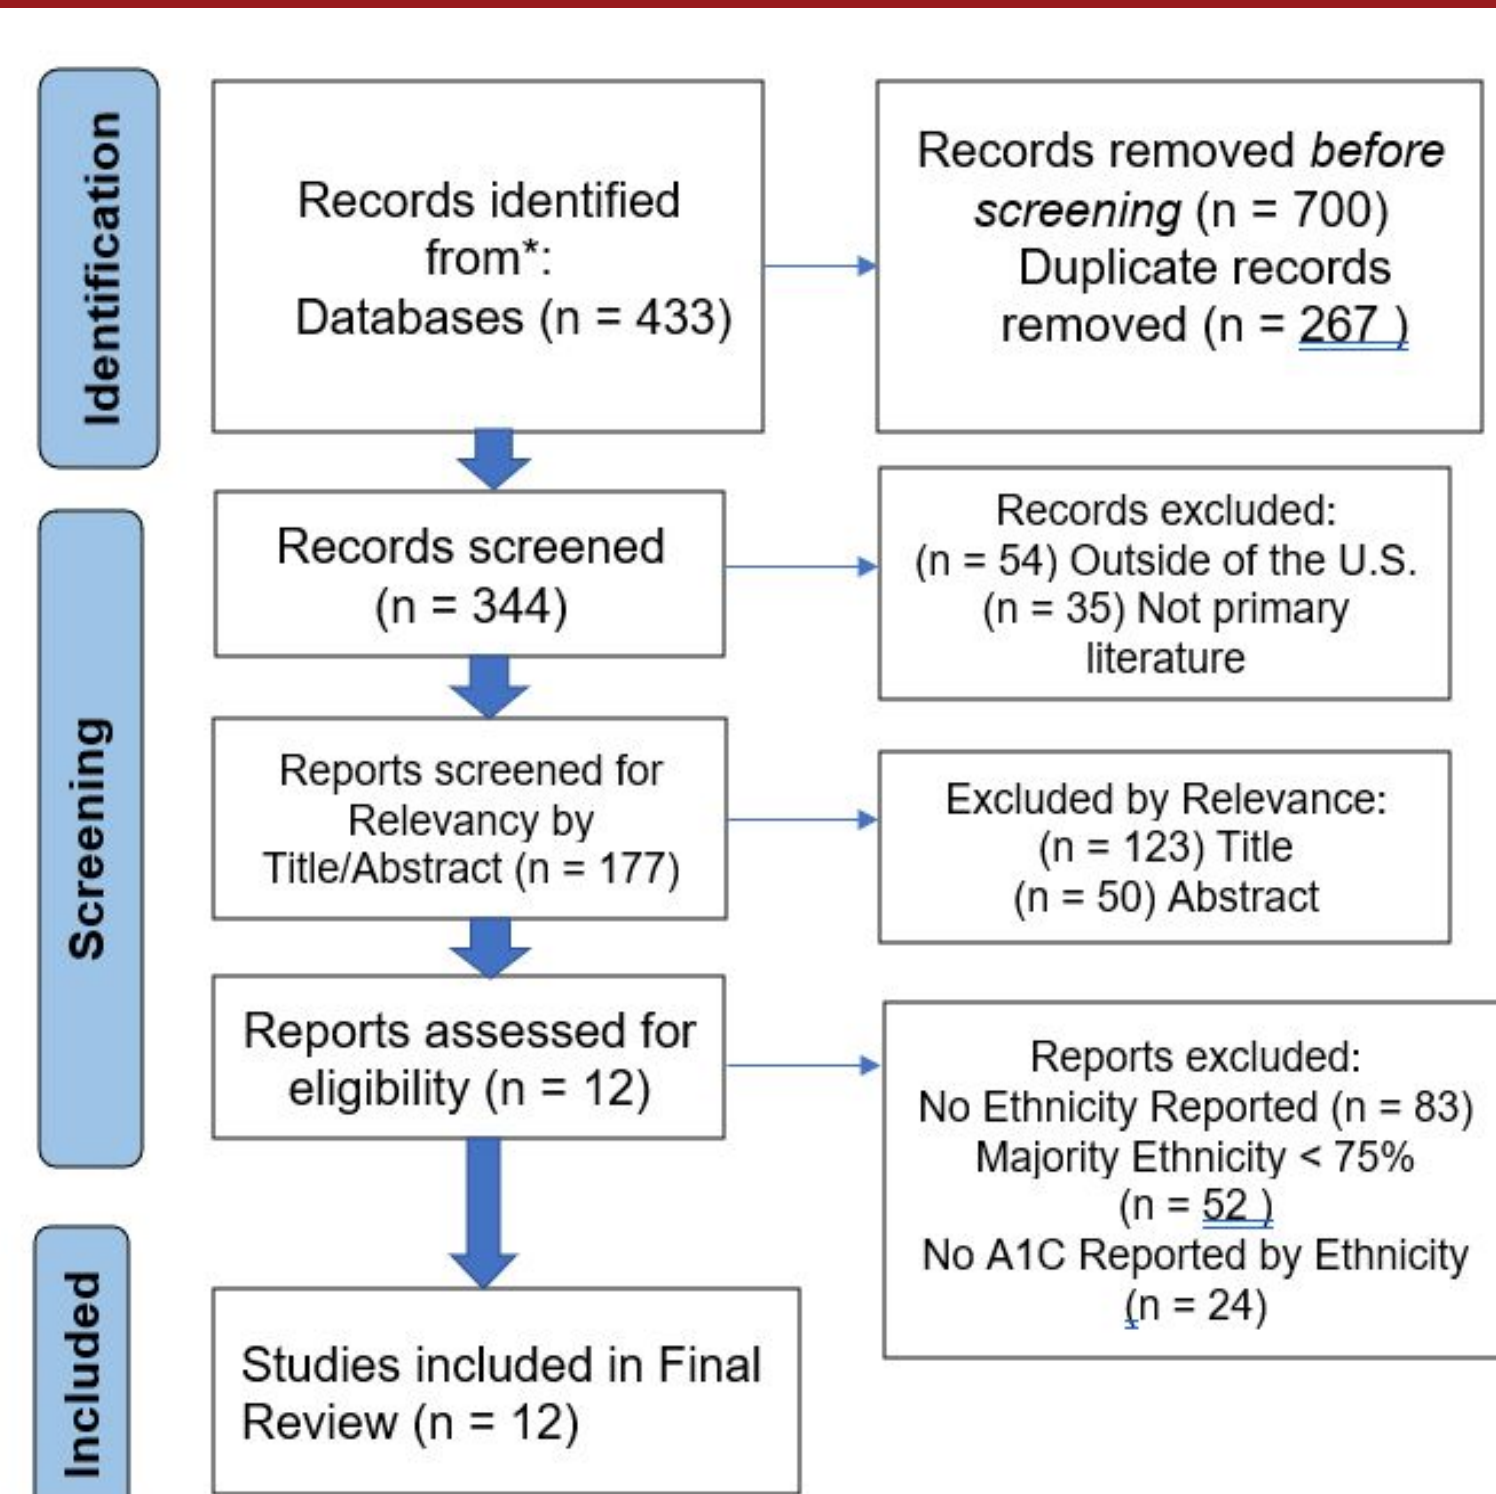 Identification
Records identified
from*:
Databases (n = 433)
Records removed before
screening (n = 700)
Duplicate records
removed (n = 267 )
Screening
Records screened
(n = 344)
Records excluded:
(n = 54) Outside of the U.S.
(n = 35) Not primary
literature
Reports screened for
Relevancy by
Title/Abstract (n = 177)
Excluded by Relevance:
(n = 123) Title
(n = 50) Abstract
Reports assessed for
eligibility (n = 12)
Reports excluded:
No Ethnicity Reported (n = 83)
Majority Ethnicity < 75%
(n = 52 )
No A1C Reported by Ethnicity
(n = 24)
Included
Studies included in Final
Review (n = 12)